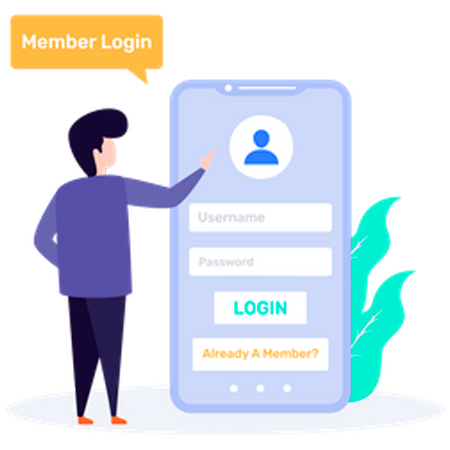 Member Login
Username
Password
LOGIN
Already A Member?